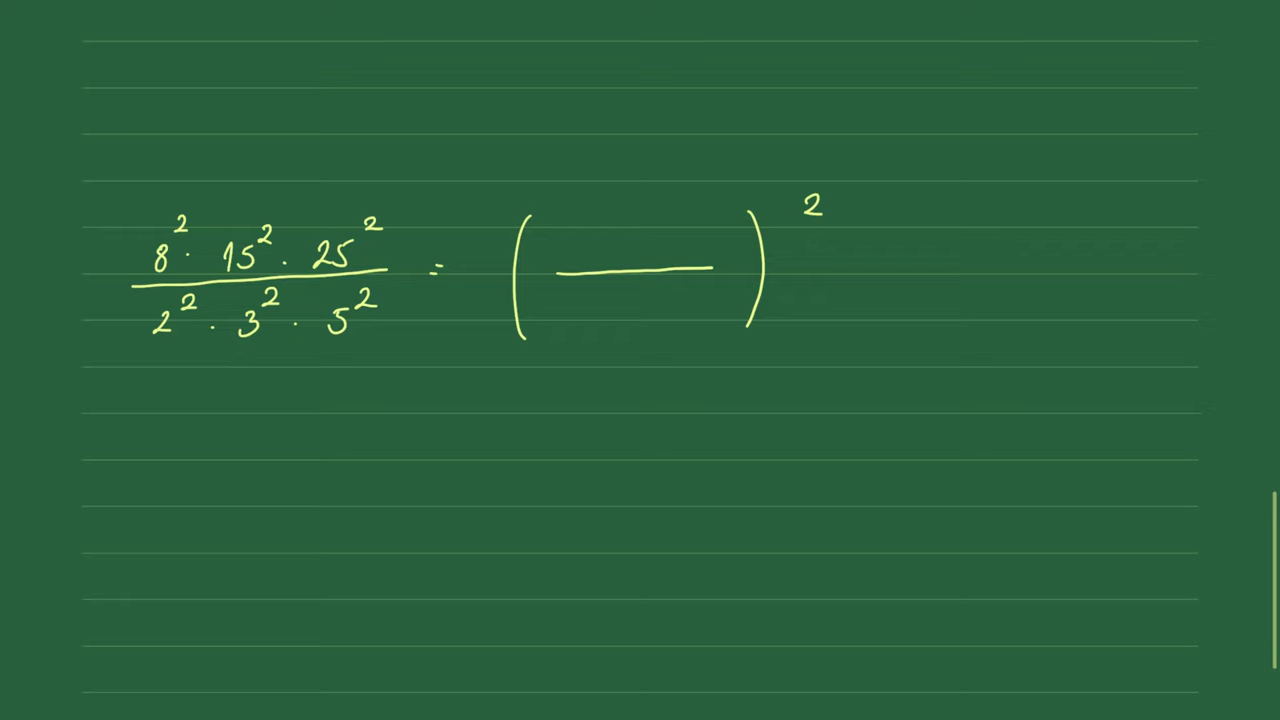 8² · 15² · 25²
2² · 3² · 5²
= ( )²